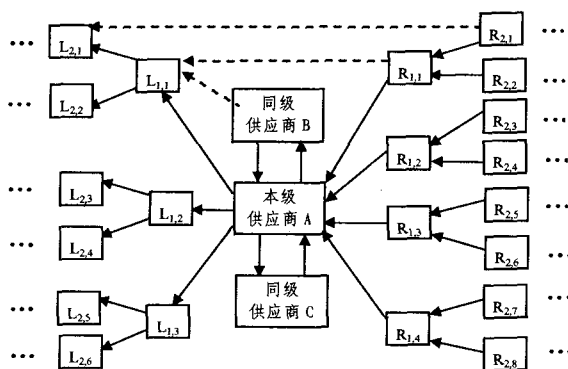 ... L2,1 R2,1 ...
L1,1 R1,1
... L2,2 R2,2 ...
同级
供应商 B
R2,3 ...
R1,2
R2,4 ...
... L2,3
本级
供应商 A
L1,2
R2,5 ...
R1,3
... L2,4 R2,6 ...
同级
供应商 C
... L2,5 R2,7 ...
L1,3 R1,4
... L2,6 R2,8 ...